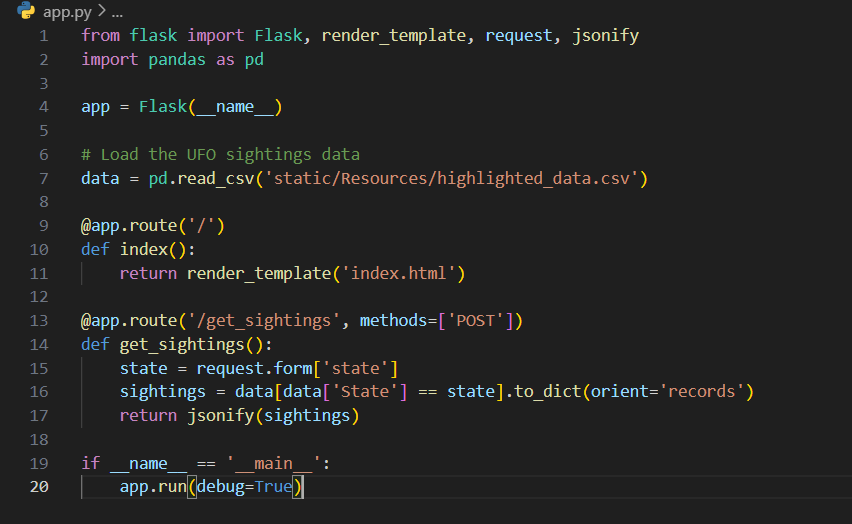 app.py > ...
1 from flask import Flask, render_template, request, jsonify
2 import pandas as pd
3
4 app = Flask(__name__)
5
6 # Load the UFO sightings data
7 data = pd.read_csv('static/Resources/highlighted_data.csv')
8
9 @app.route('/')
10 def index():
11     return render_template('index.html')
12
13 @app.route('/get_sightings', methods=['POST'])
14 def get_sightings():
15     state = request.form['state']
16     sightings = data[data['State'] == state].to_dict(orient='records')
17     return jsonify(sightings)
18
19 if __name__ == '__main__':
20     app.run(debug=True)